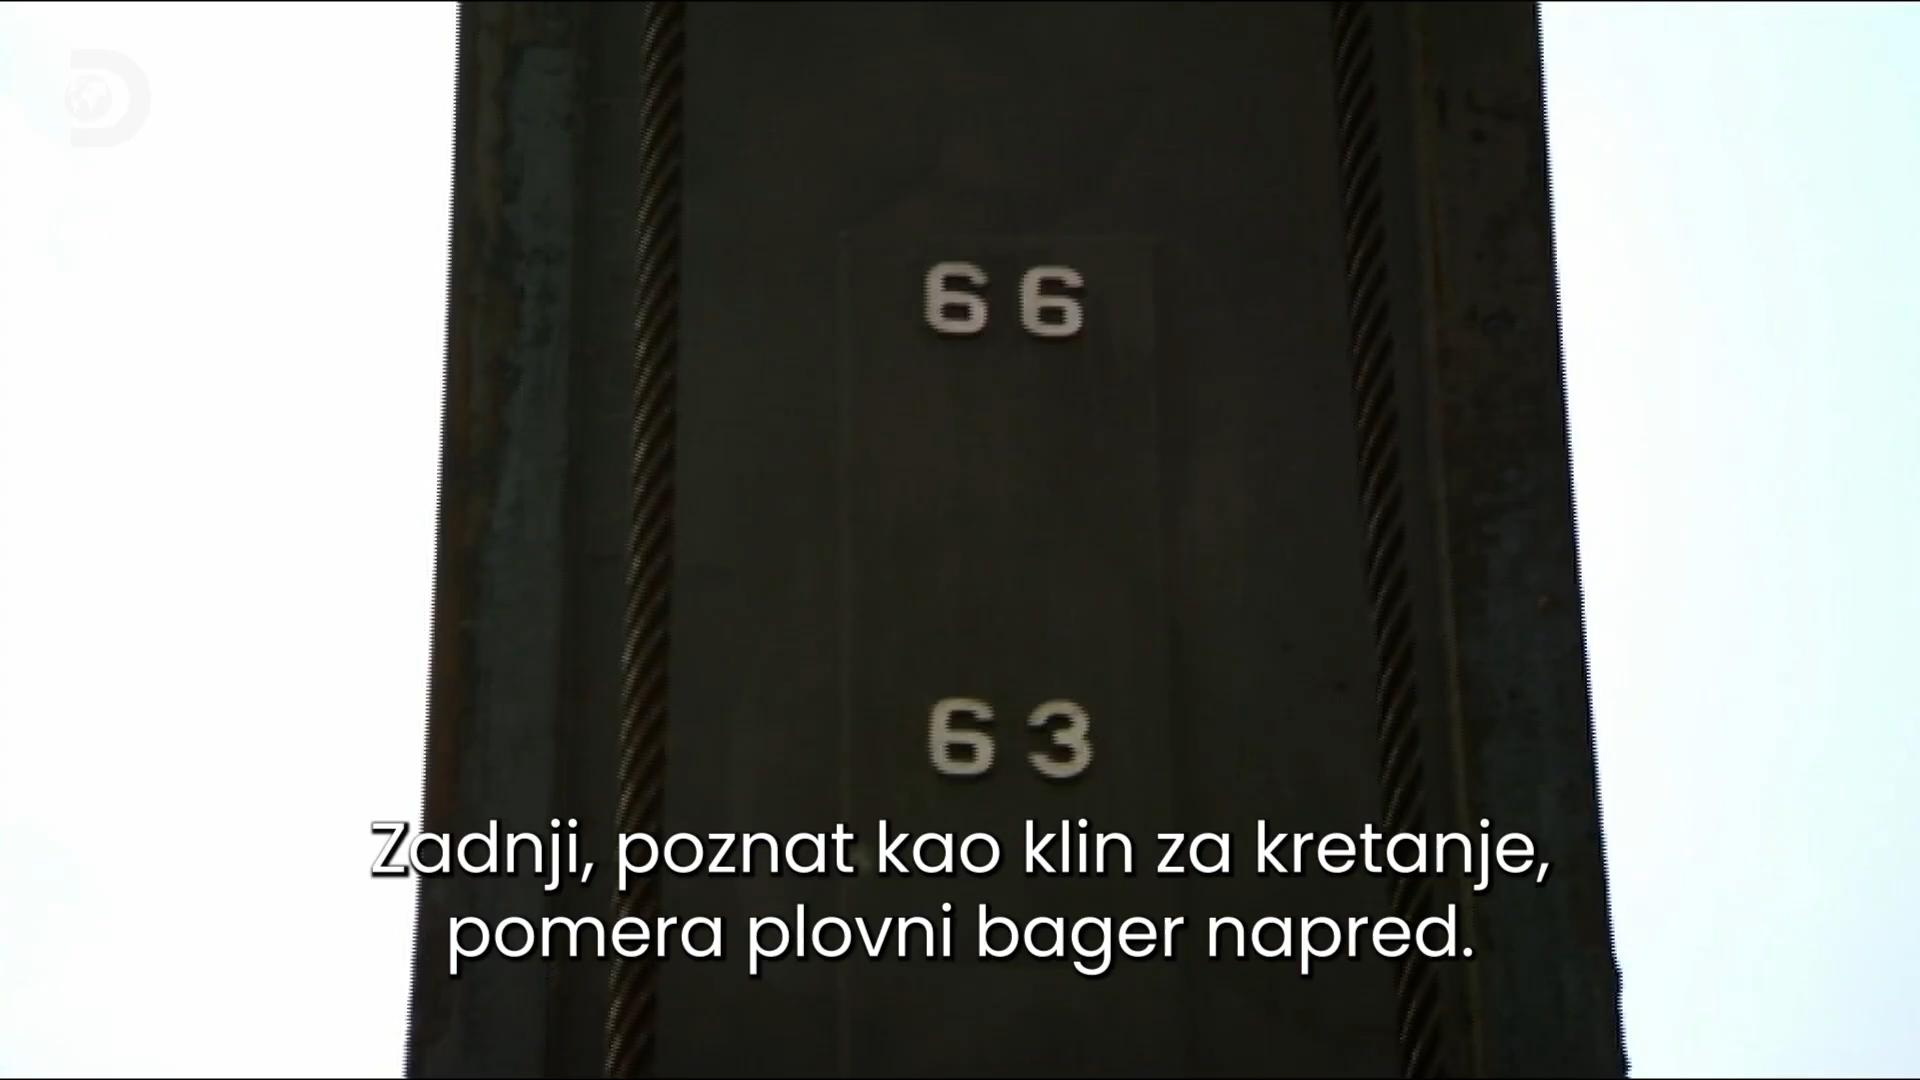 66
63
Zadnji, poznat kao klin za kretanje,
pomera plovni bager napred.